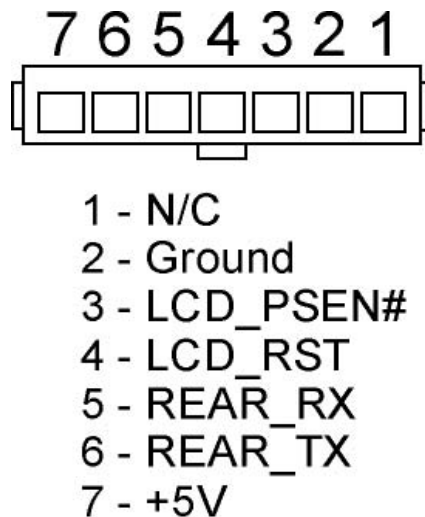 7 6 5 4 3 2 1
1 - N/C
2 - Ground
3 - LCD_PSEN#
4 - LCD_RST
5 - REAR_RX
6 - REAR_TX
7 - +5V